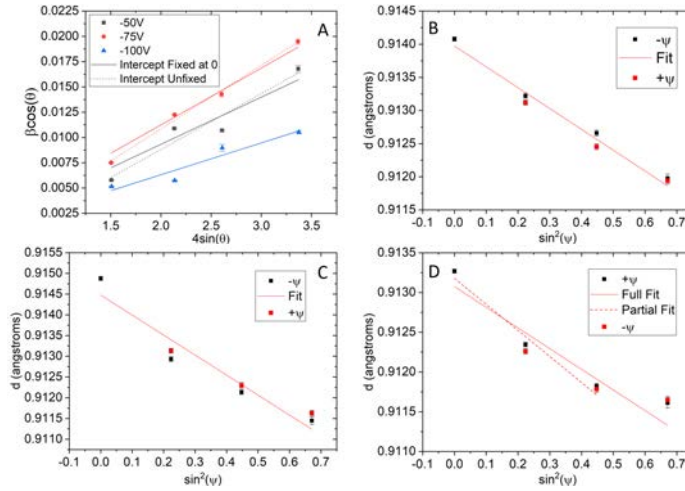 A
-50V
-75V
-100V
Intercept Fixed at 0
Intercept Unfixed
βcos(θ)
0.0200
0.0175
0.0150
0.0125
0.0100
0.0075
0.0050
0.0025
1.5 2.0 2.5 3.0 3.5
4sin(θ)
B
-ψ
Fit
+ψ
d (angstroms)
0.9145
0.9140
0.9135
0.9130
0.9125
0.9120
0.9115
-0.1 0.0 0.1 0.2 0.3 0.4 0.5 0.6 0.7
sin²(ψ)
C
-ψ
Fit
+ψ
d (angstroms)
0.9155
0.9150
0.9145
0.9140
0.9135
0.9130
0.9125
0.9120
0.9115
0.9110
-0.1 0.0 0.1 0.2 0.3 0.4 0.5 0.6 0.7
sin²(ψ)
D
+ψ
Full Fit
Partial Fit
-ψ
d (angstroms)
0.9135
0.9130
0.9125
0.9120
0.9115
0.9110
-0.1 0.0 0.1 0.2 0.3 0.4 0.5 0.6 0.7
sin²(ψ)